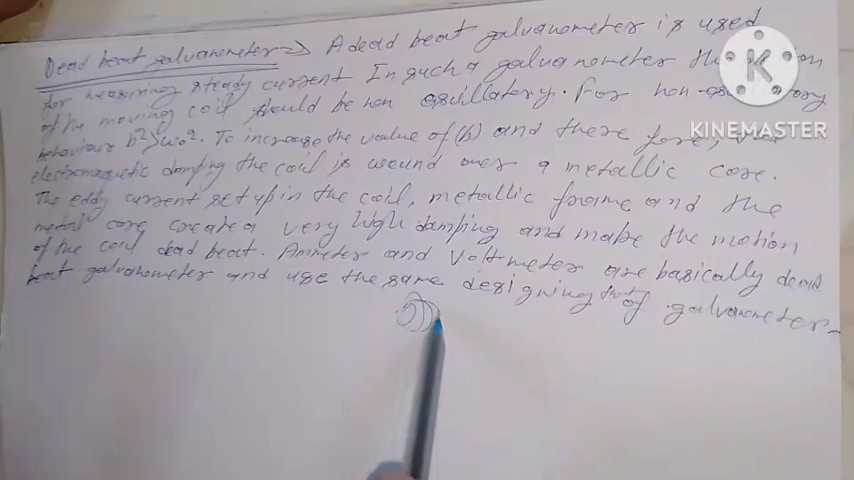 Dead beat galvanometer => A dead beat galvanometer is used
for measuring steady current In such a galvanometer the
of the moving coil should be non oscillatory. For non-
behaviour b²>ω₀². To increase the value of (b) and there fore,
electromagnetic damping the coil is wound over a metallic core.
The eddy current set up in the coil, metallic frame and the
metal core create a very high damping and make the motion
of the coil dead beat. Ammeter and Voltmeter are basically dead
beat galvanometer and use the same designing that of galvanometer.
K
KINEMASTER